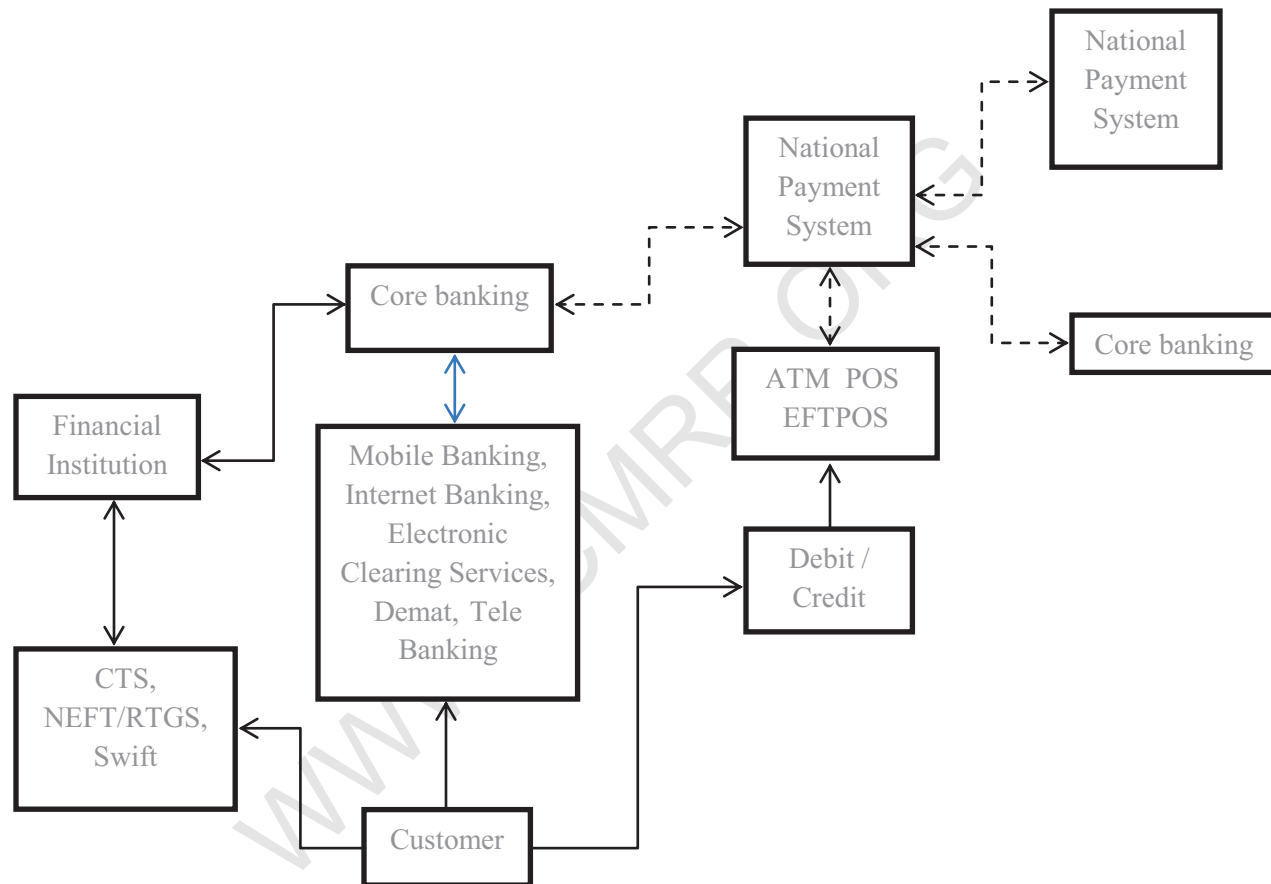 National
Payment
System
National
Payment
System
Core banking
Core banking
ATM POS
EFTPOS
Financial
Institution
Mobile Banking,
Internet Banking,
Electronic
Clearing Services,
Demat, Tele
Banking
Debit /
Credit
CTS,
NEFT/RTGS,
Swift
Customer